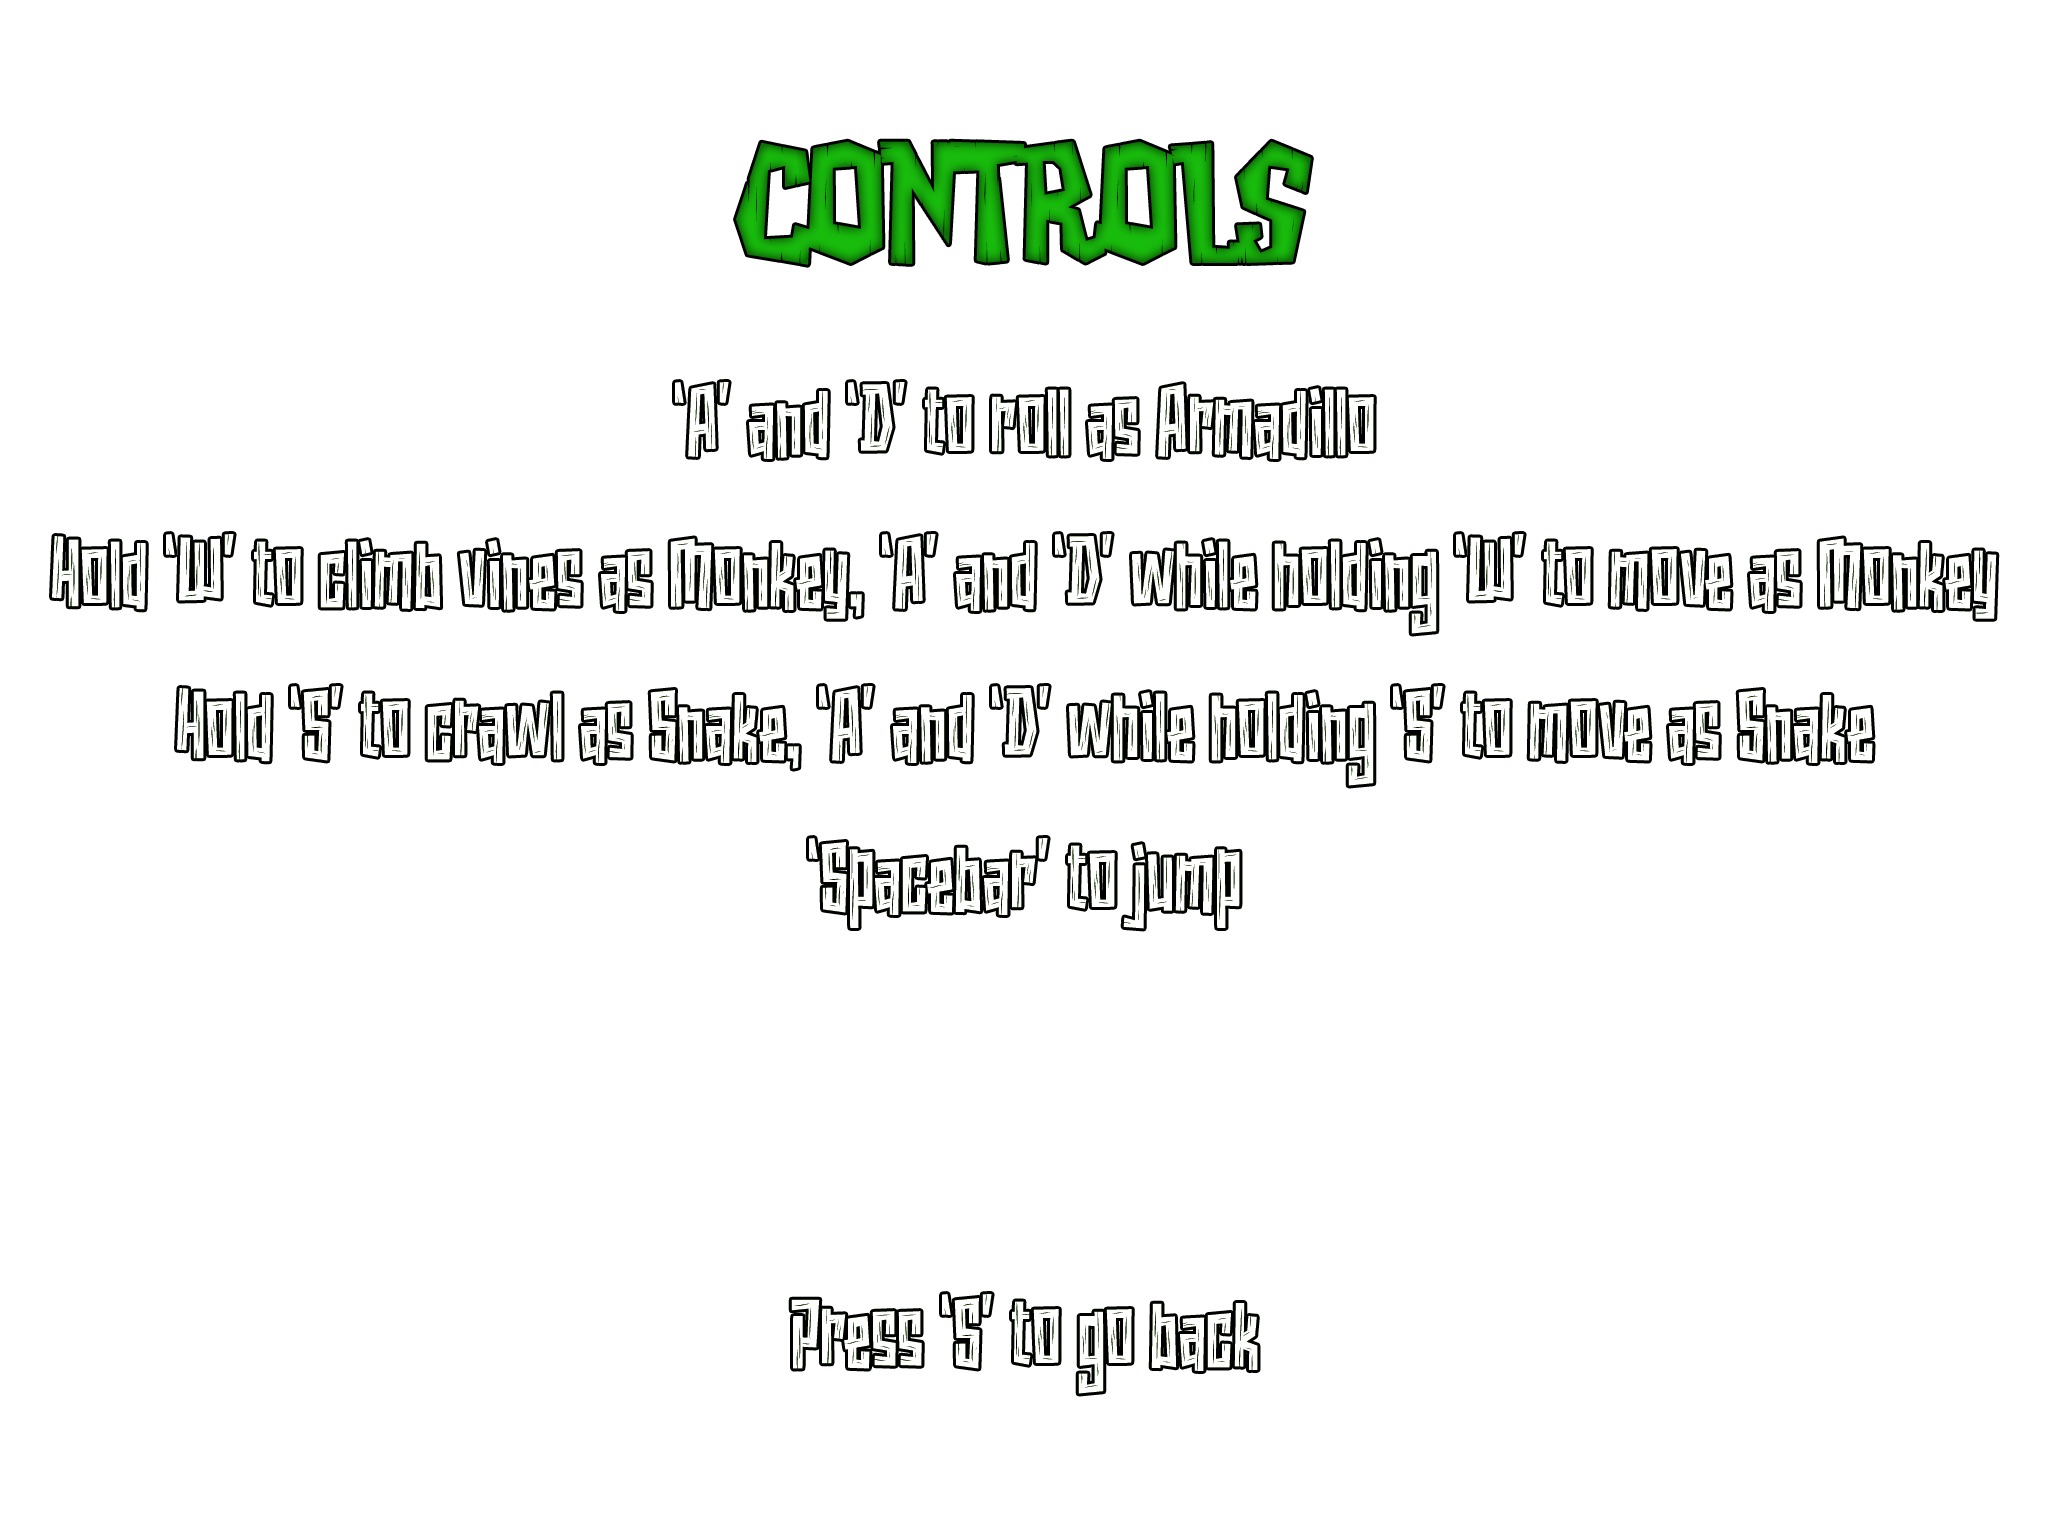 CONTROLS
‘A’ and ‘D’ to roll as Armadillo
Hold ‘W’ to climb vines as Monkey, ‘A’ and ‘D’ while holding ‘W’ to move as Monkey
Hold ‘S’ to crawl as Snake, ‘A’ and ‘D’ while holding ‘S’ to move as Snake
‘Spacebar’ to jump
Press ‘S’ to go back